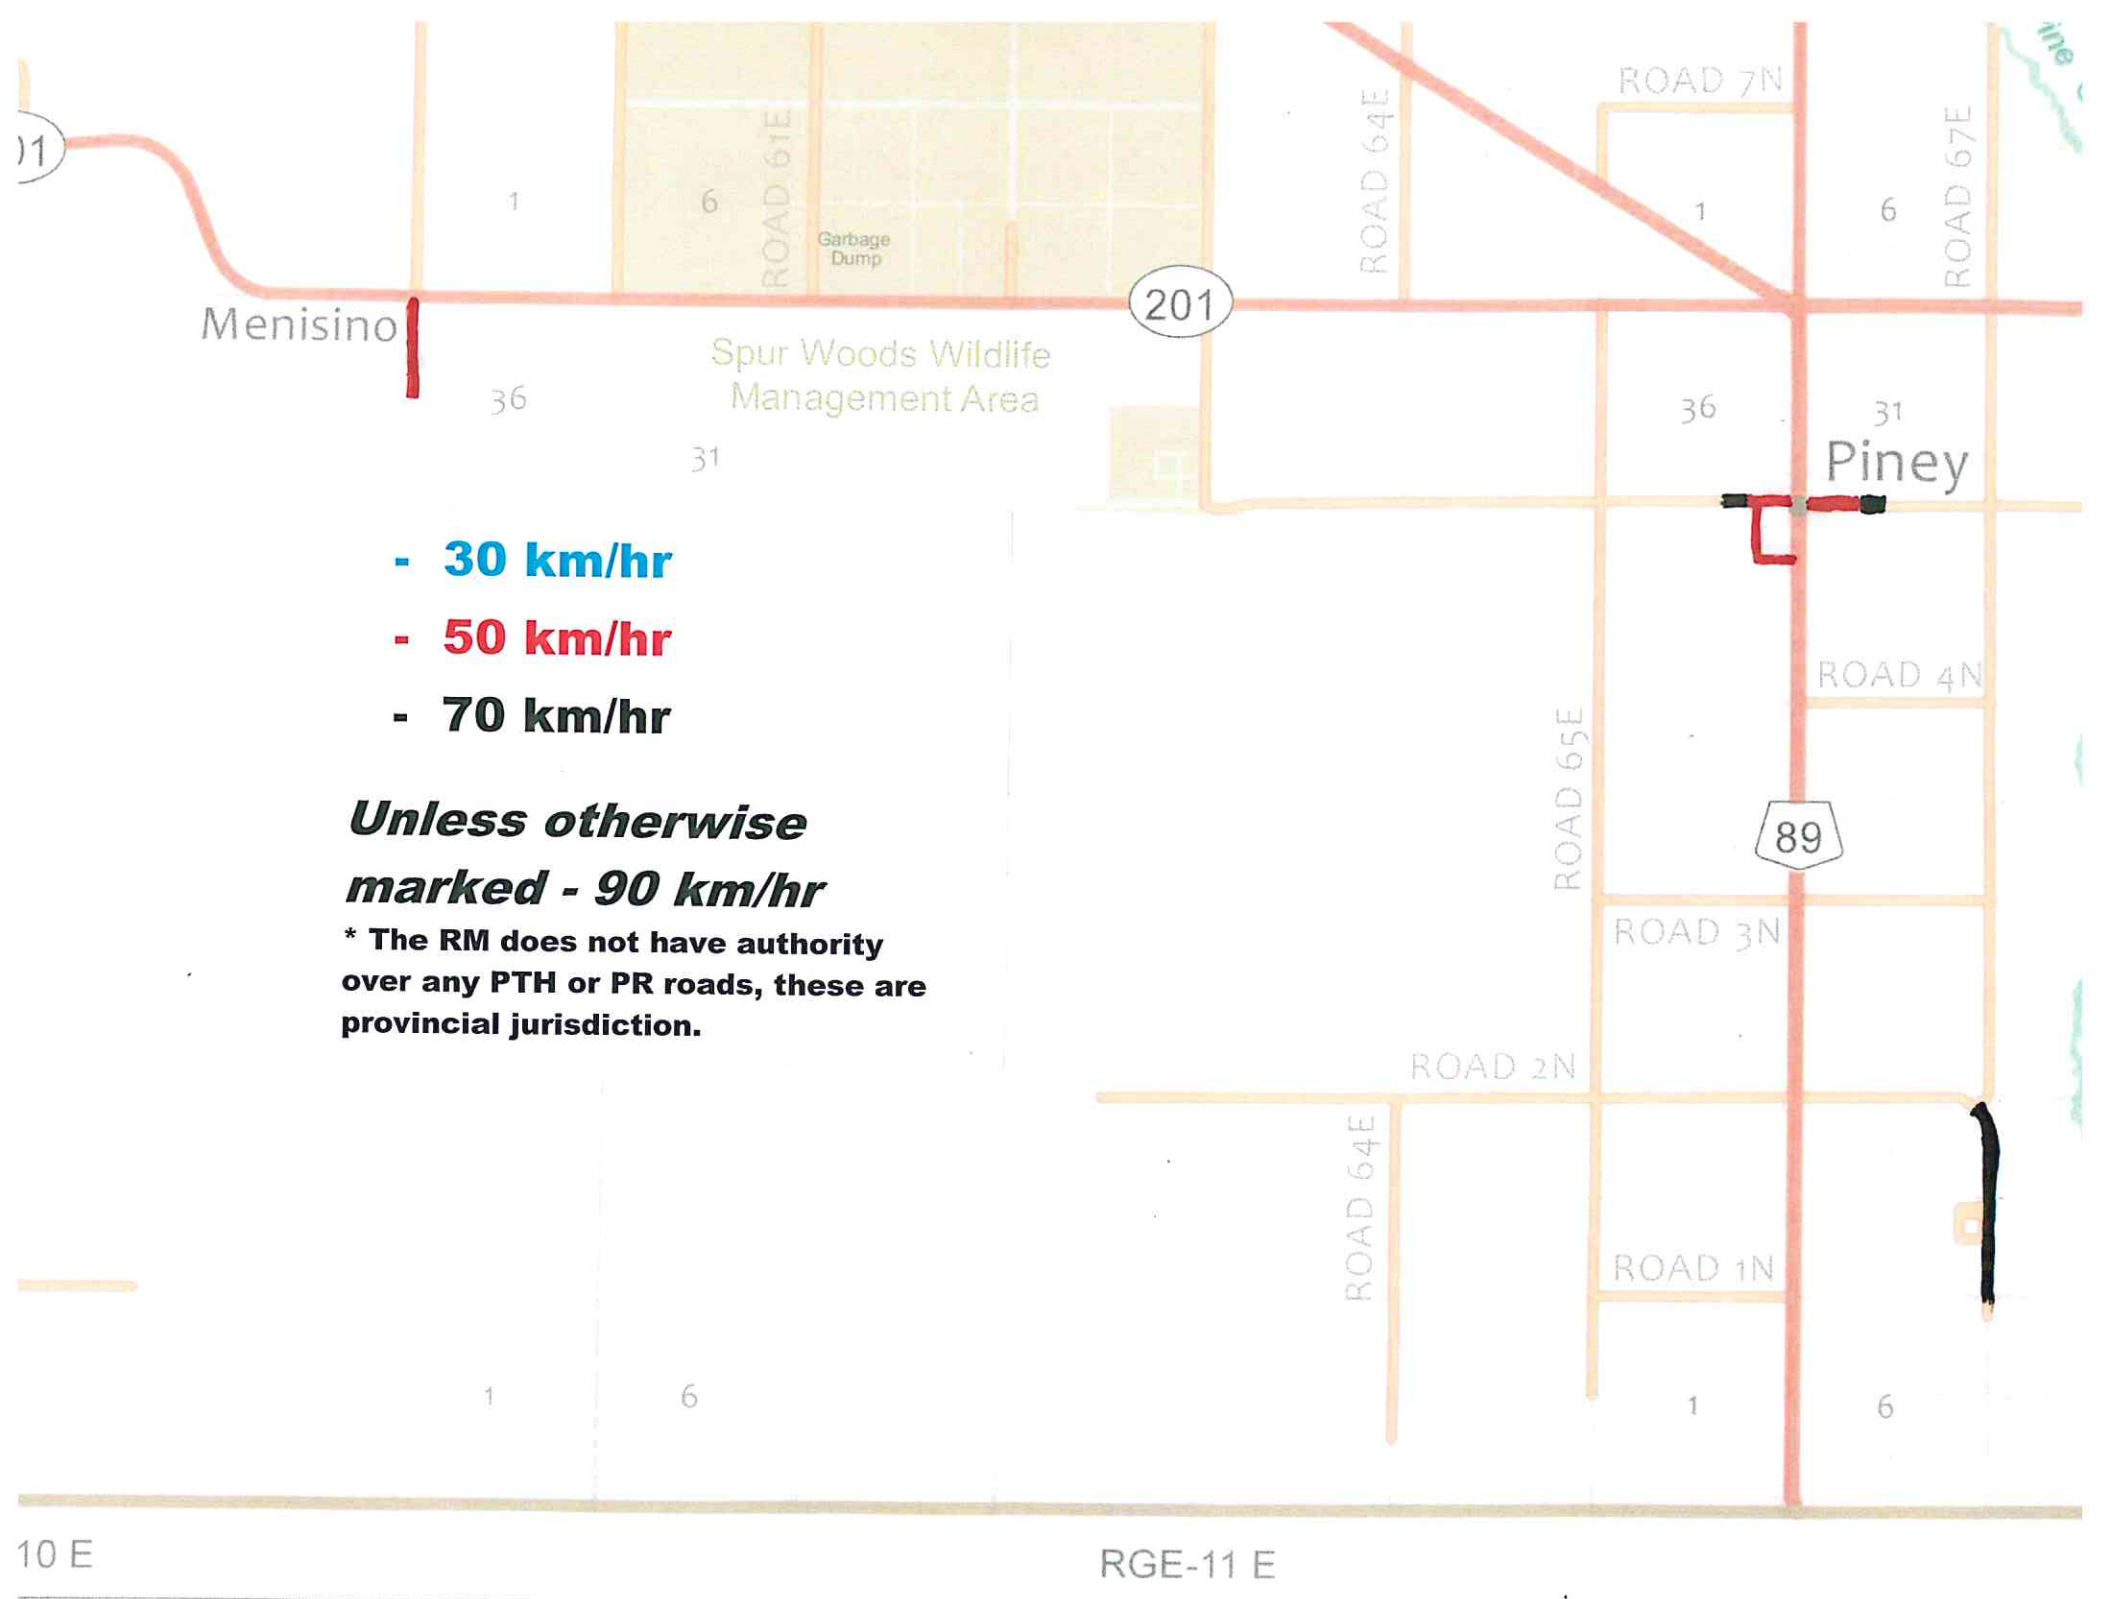 ine
ROAD 7N
ROAD 64E
ROAD 67E
ROAD 61E
01
1
6
1
6
Garbage
Dump
201
Menisino
Spur Woods Wildlife
Management Area
36
31
36
31
Piney
- 30 km/hr
- 50 km/hr
- 70 km/hr
Unless otherwise
marked - 90 km/hr
* The RM does not have authority
over any PTH or PR roads, these are
provincial jurisdiction.
ROAD 4N
ROAD 65E
89
ROAD 3N
ROAD 2N
ROAD 64E
ROAD 1N
1
6
1
6
10 E
RGE-11 E